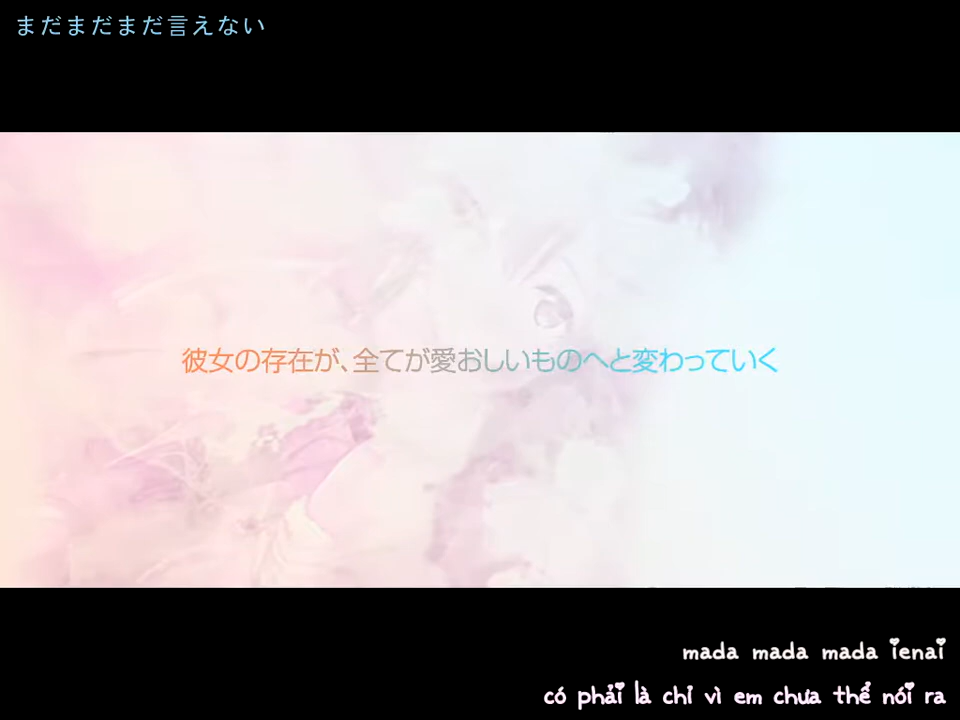 まだまだまだ言えない
彼女の存在が、全てが愛おしいものへと変わっていく
mada mada mada ienai
có phải là chỉ vì em chưa thể nói ra